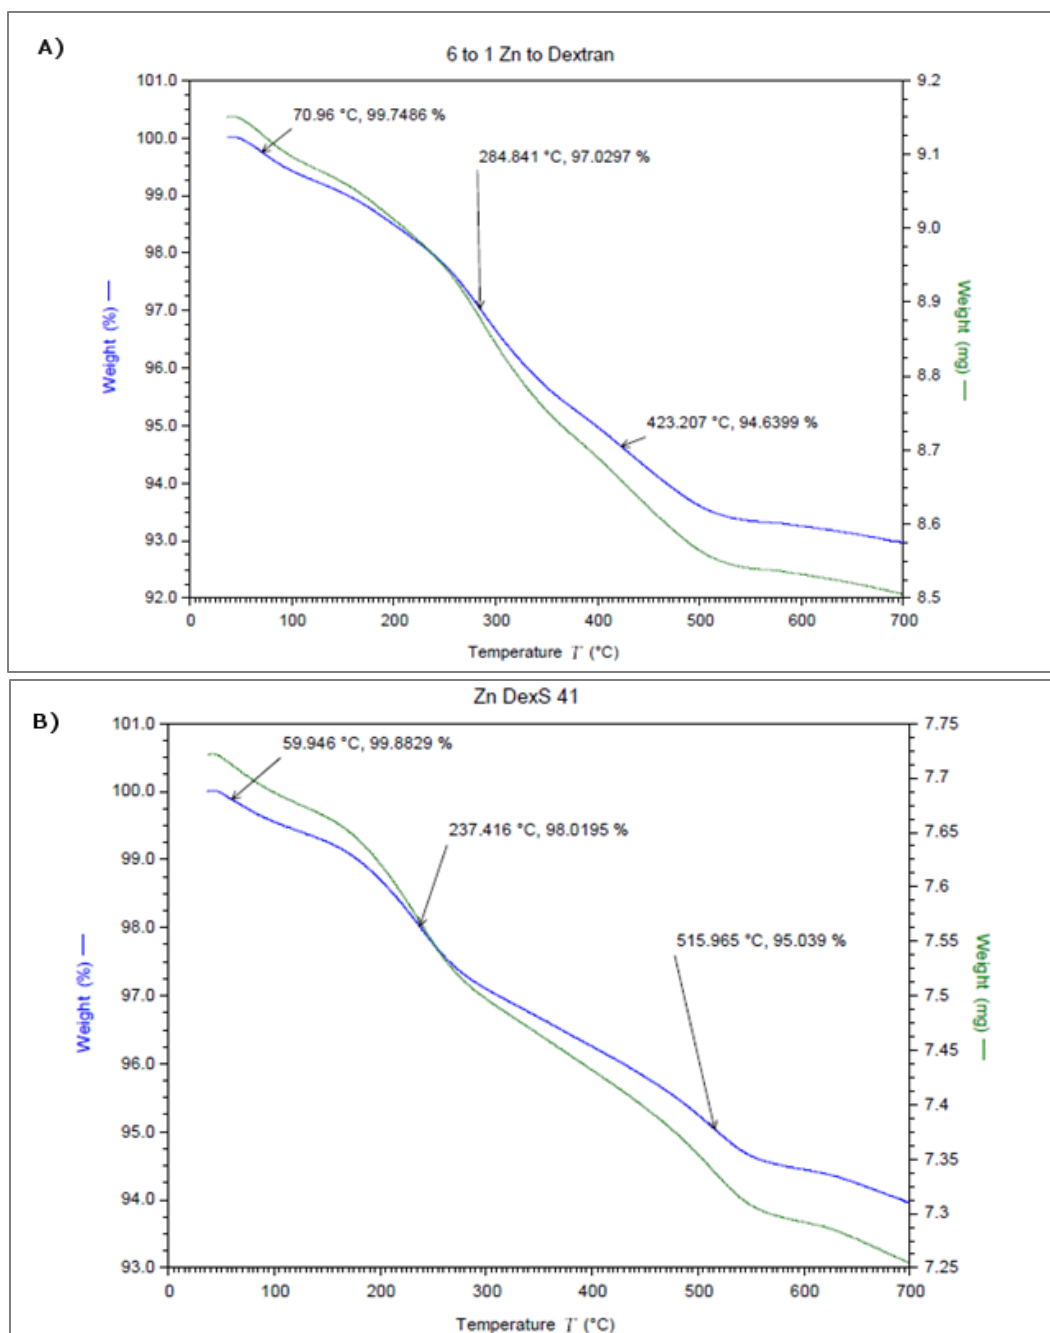 A)
6 to 1 Zn to Dextran
101.0
100.0
99.0
98.0
97.0
96.0
95.0
94.0
93.0
92.0
Weight (%) —
70.96 °C, 99.7486 %
284.841 °C, 97.0297 %
423.207 °C, 94.6399 %
9.2
9.1
9.0
8.9
8.8
8.7
8.6
8.5
Weight (mg) —
0 100 200 300 400 500 600 700
Temperature T (°C)
B)
Zn DexS 41
101.0
100.0
99.0
98.0
97.0
96.0
95.0
94.0
93.0
Weight (%) —
59.946 °C, 99.8829 %
237.416 °C, 98.0195 %
515.965 °C, 95.039 %
7.75
7.7
7.65
7.6
7.55
7.5
7.45
7.4
7.35
7.3
7.25
Weight (mg) —
0 100 200 300 400 500 600 700
Temperature T (°C)